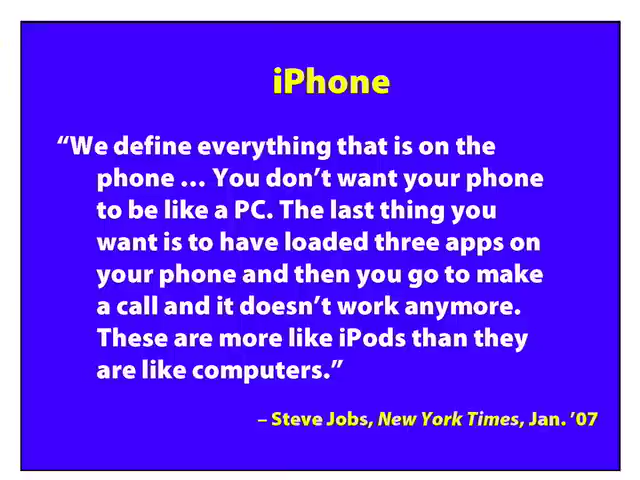 iPhone
“We define everything that is on the
phone … You don’t want your phone
to be like a PC. The last thing you
want is to have loaded three apps on
your phone and then you go to make
a call and it doesn’t work anymore.
These are more like iPods than they
are like computers.”
– Steve Jobs, New York Times, Jan. ’07